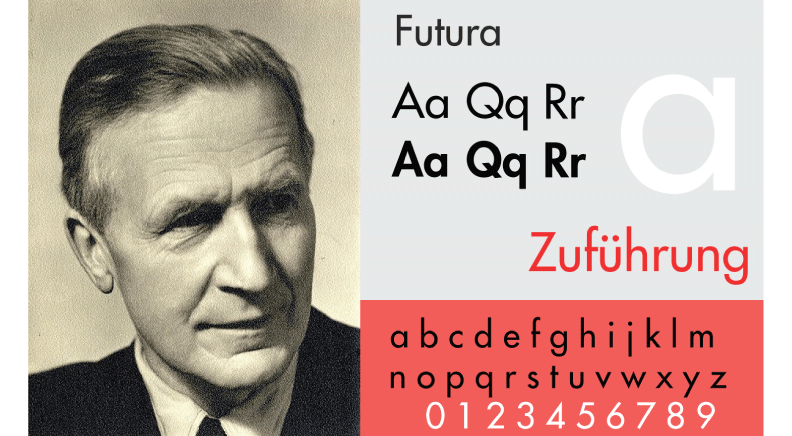 Futura
Aa Qq Rr
Aa Qq Rr
a
Zuführung
a b c d e f g h i j k l m
n o p q r s t u v w x y z
0 1 2 3 4 5 6 7 8 9